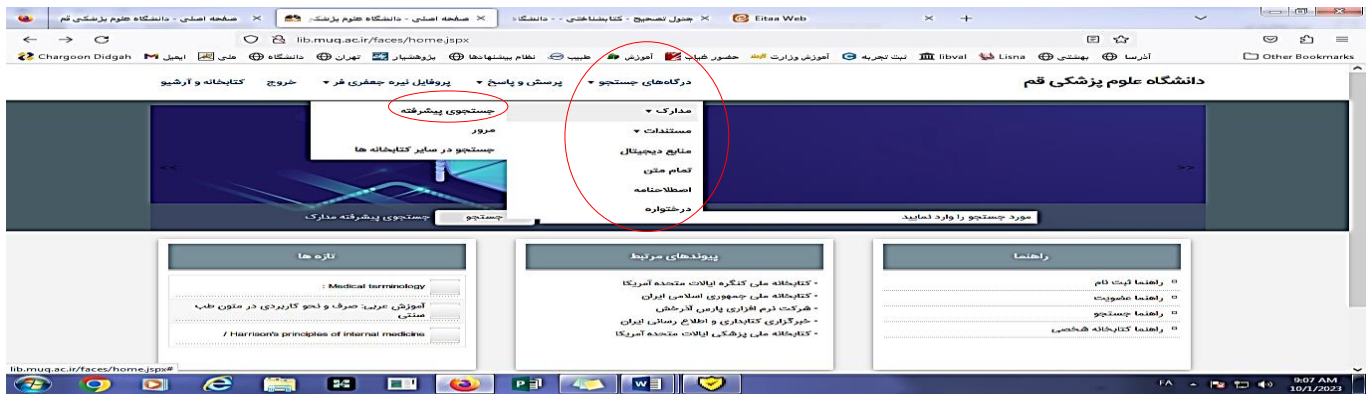 صفحه اصلی - دانشگاه علوم پزشکی قم
صفحه اصلی - دانشگاه علوم پزشک
جدول تصحیح - کتابشناختی - - دانشگاه
Eitaa Web
lib.muq.ac.ir/faces/home.jspx
Chargoon Didgah
ایمیل
ملی
دانشگاه
تهران
پژوهشیار
نظام پیشنهادها
طبیب
آموزش
حضور غیاب
آموزش وزارت
ثبت تجربه
libval
Lisna
بهشتی
آذرسا
Other Bookmarks
دانشگاه علوم پزشکی قم
درگاه‌های جستجو
پرسش و پاسخ
پروفایل نیره جعفری فر
خروج
کتابخانه و آرشیو
مدارک
مستندات
منابع دیجیتال
تمام متن
اصطلاحنامه
درختواره
جستجوی پیشرفته
مرور
جستجو در سایر کتابخانه ها
<<
>>
مورد جستجو را وارد نمایید
جستجو
جستجوی پیشرفته مدارک
راهنما
راهنما ثبت نام
راهنما عضویت
راهنما جستجو
راهنما کتابخانه شخصی
پیوندهای مرتبط
• کتابخانه ملی کنگره ایالات متحده آمریکا
• کتابخانه ملی جمهوری اسلامی ایران
• شرکت نرم افزاری پارس آذرخش
• خبرگزاری کتابداری و اطلاع رسانی ایران
• کتابخانه ملی پزشکی ایالات متحده آمریکا
تازه ها
Medical terminology :
آموزش عربی: صرف و نحو کاربردی در متون طب
سنتی
Harrison's principles of internal medicine /
lib.muq.ac.ir/faces/home.jspx#
FA
9:07 AM
10/1/2023